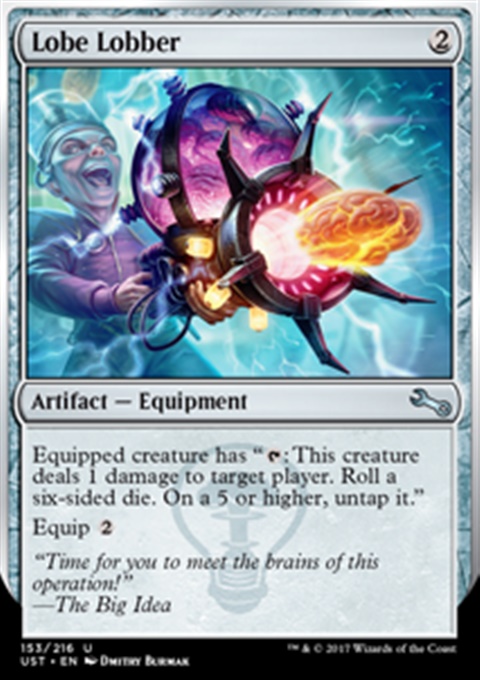 Lobe Lobber 2
Artifact — Equipment
Equipped creature has “ : This creature
deals 1 damage to target player. Roll a
six-sided die. On a 5 or higher, untap it.”
Equip 2
“Time for you to meet the brains of this
operation!”
—The Big Idea
153/216 U
UST • EN Dmitry Burmak
™ & © 2017 Wizards of the Coast